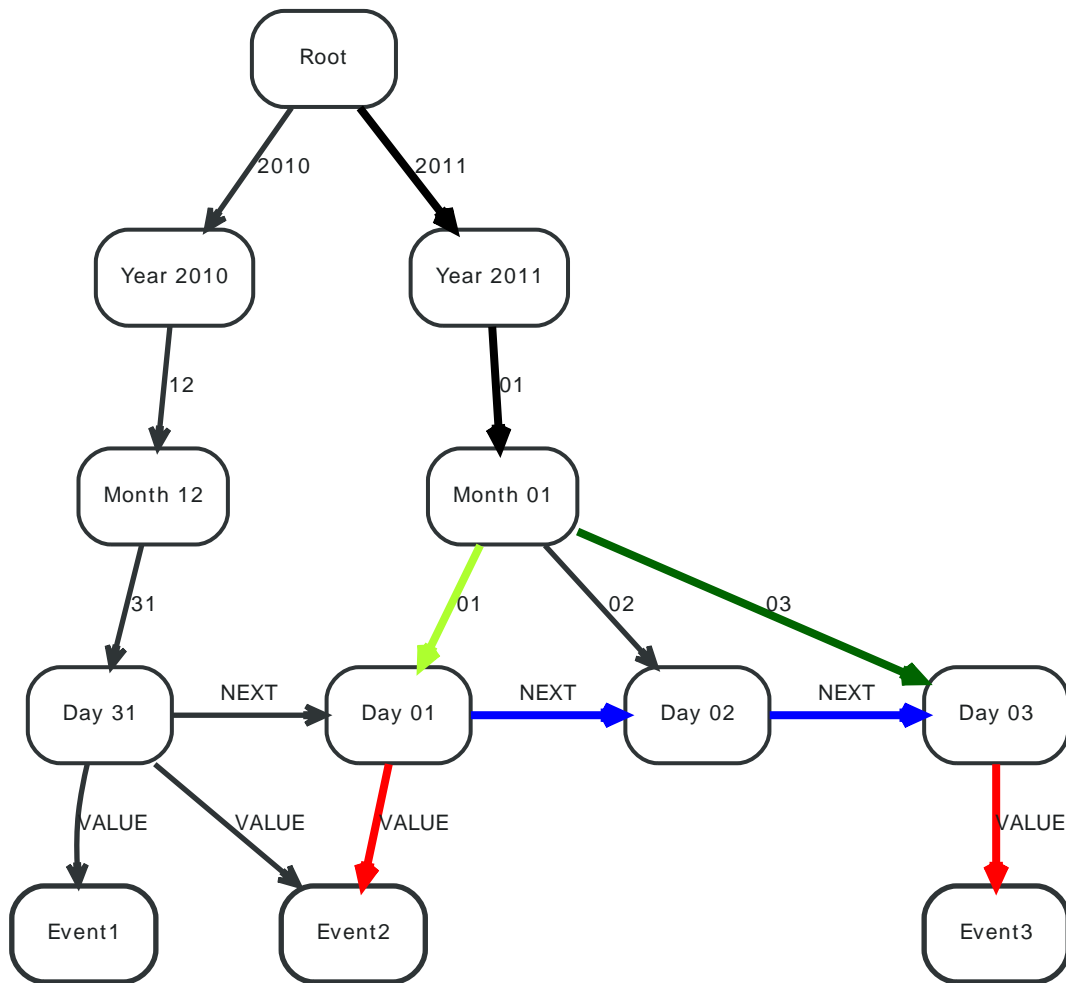 Root
2010
2011
Year 2010
Year 2011
12
01
Month 12
Month 01
31
01
02
03
Day 31
NEXT
Day 01
NEXT
Day 02
NEXT
Day 03
VALUE
VALUE
VALUE
VALUE
Event1
Event2
Event3